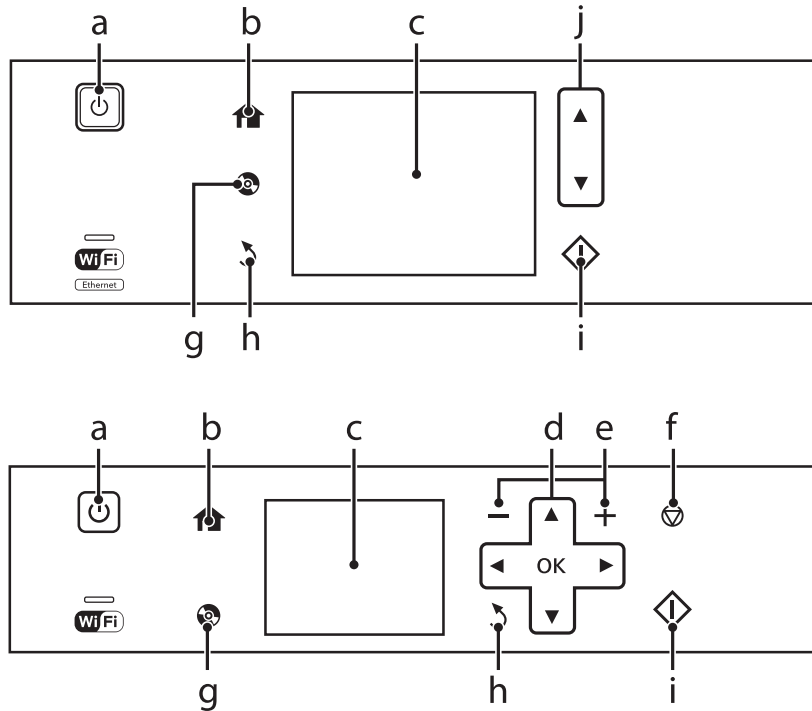 a b c j
WiFi
Ethernet
g h i
a b c d e f
OK
WiFi
g h i